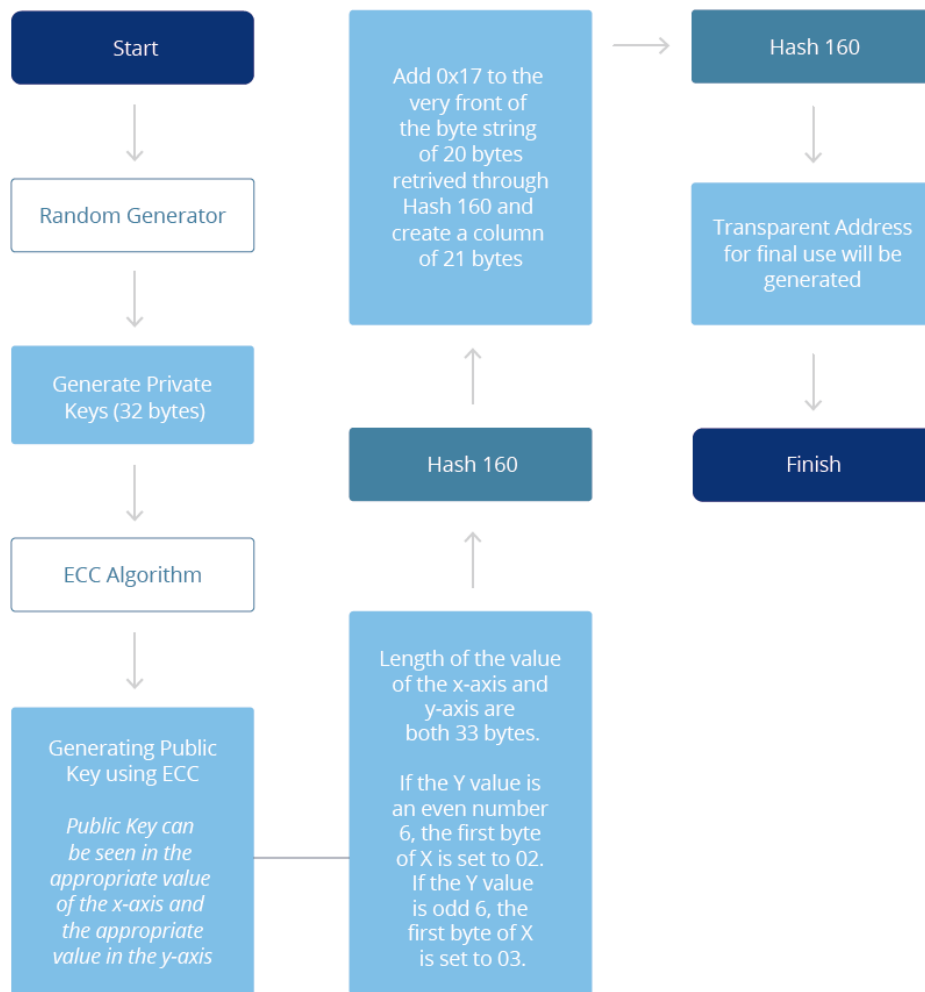 Start
Random Generator
Generate Private
Keys (32 bytes)
ECC Algorithm
Generating Public
Key using ECC
Public Key can
be seen in the
appropriate value
of the x-axis and
the appropriate
value in the y-axis
Length of the value
of the x-axis and
y-axis are
both 33 bytes.
If the Y value is
an even number
6, the first byte
of X is set to 02.
If the Y value
is odd 6, the
first byte of X
is set to 03.
Hash 160
Add 0x17 to the
very front of
the byte string
of 20 bytes
retrived through
Hash 160 and
create a column
of 21 bytes
Hash 160
Transparent Address
for final use will be
generated
Finish